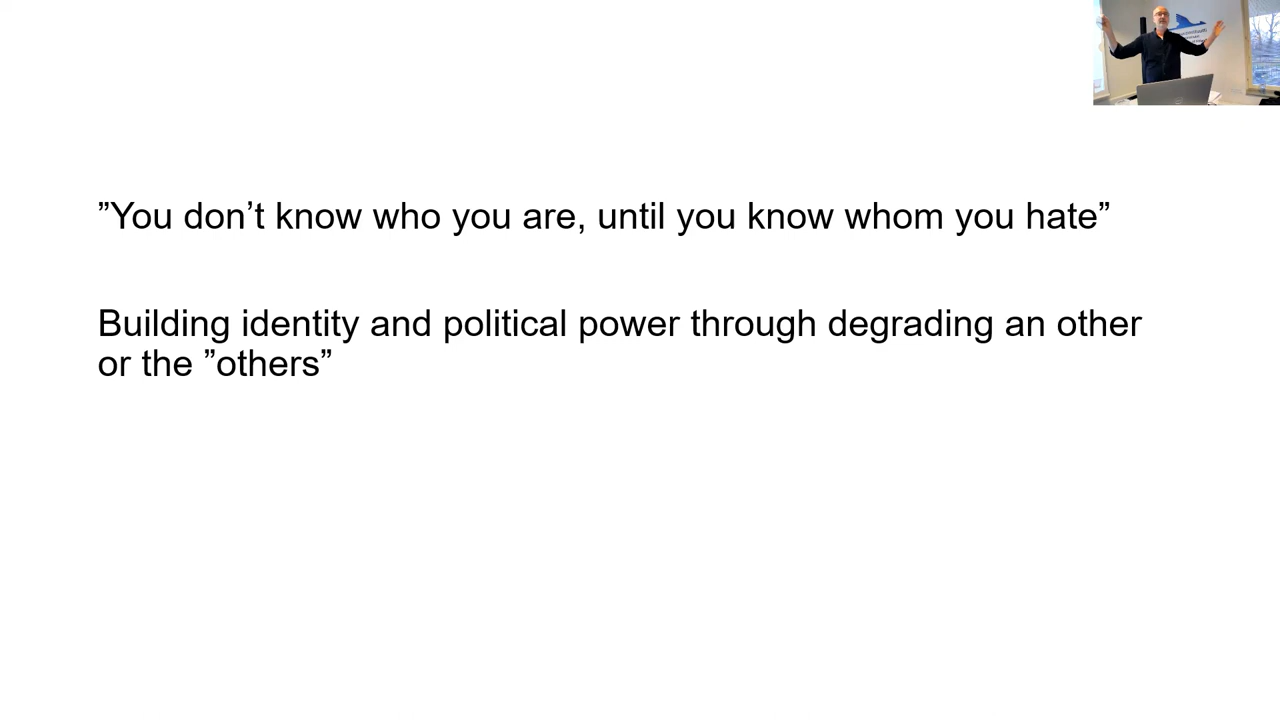 ”You don’t know who you are, until you know whom you hate”
Building identity and political power through degrading an other
or the ”others”